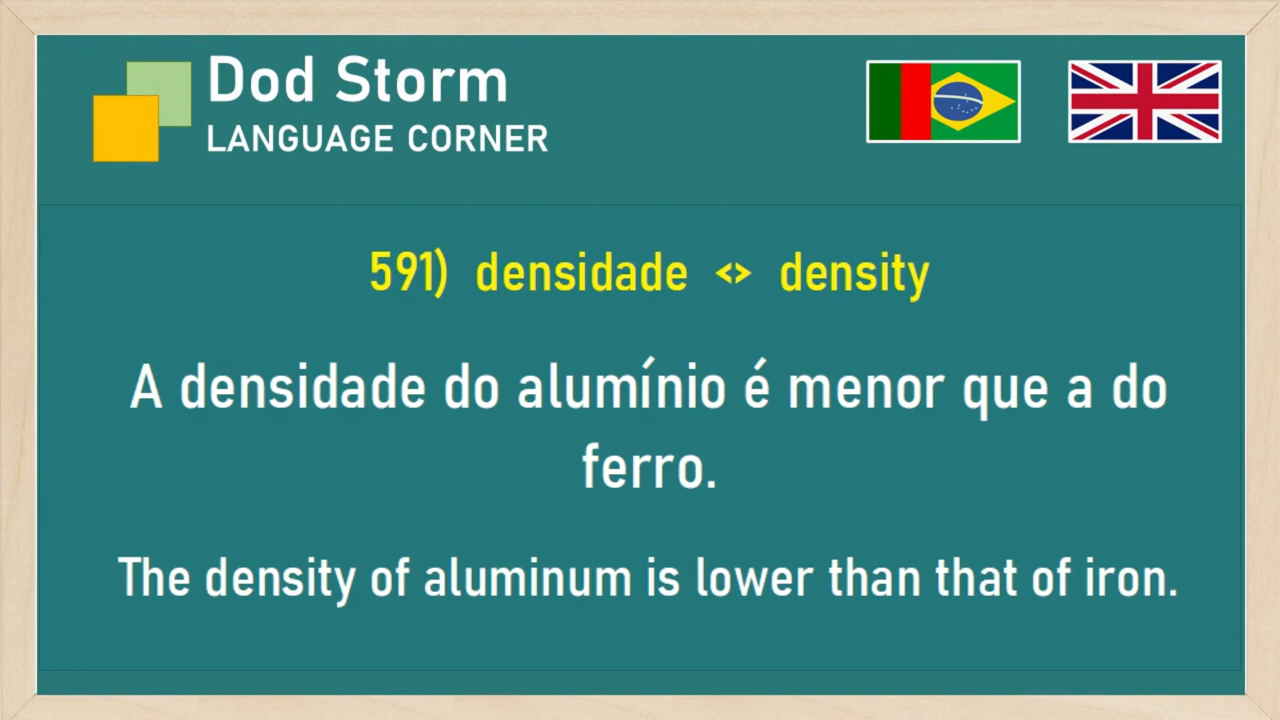 Dod Storm
LANGUAGE CORNER
591) densidade <> density
A densidade do alumínio é menor que a do
ferro.
The density of aluminum is lower than that of iron.